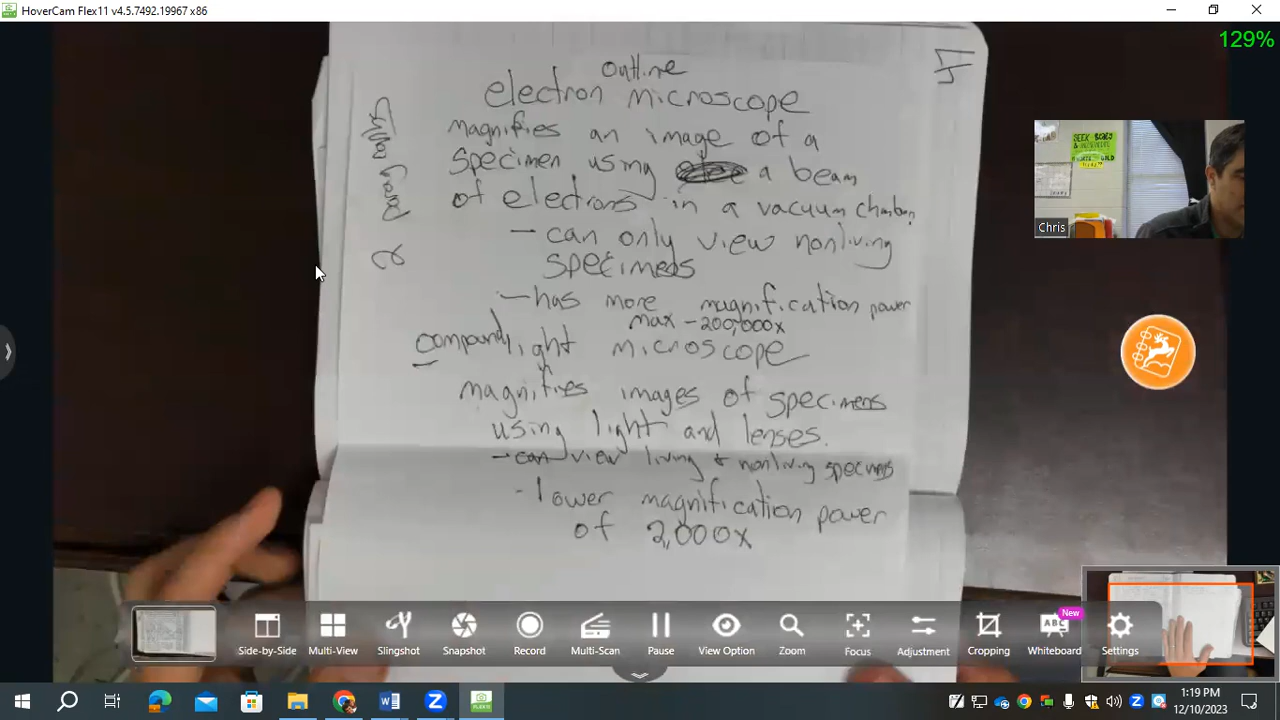 HoverCam Flex11 v4.5.7492.19967 x86
129%
outline
electron microscope
magnifies an image of a
specimen using a beam
of electrons in a vacuum chamber
- can only view nonliving
specimens
- has more magnification power
max - 200,000x
Compound light microscope
magnifies images of specimens
using light and lenses.
- can view living + nonliving specimens
- lower magnification power
of 2,000x
SEEK
Chris
Side-by-Side
Multi-View
Slingshot
Snapshot
Record
Multi-Scan
Pause
View Option
Zoom
Focus
Adjustment
Cropping
New
ABC
Whiteboard
Settings
1:19 PM
12/10/2023